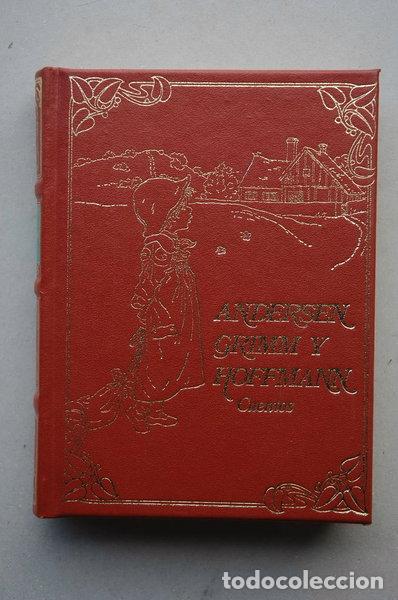 ANDERSEN,
GRIMM Y
HOFFMANN
Cuentos
todocoleccion